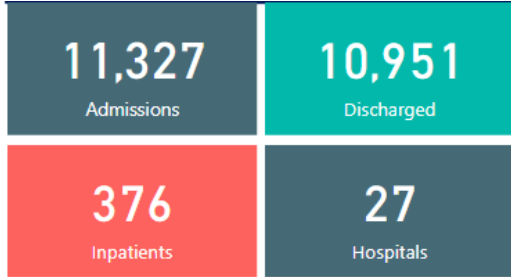 11,327
Admissions
10,951
Discharged
376
Inpatients
27
Hospitals